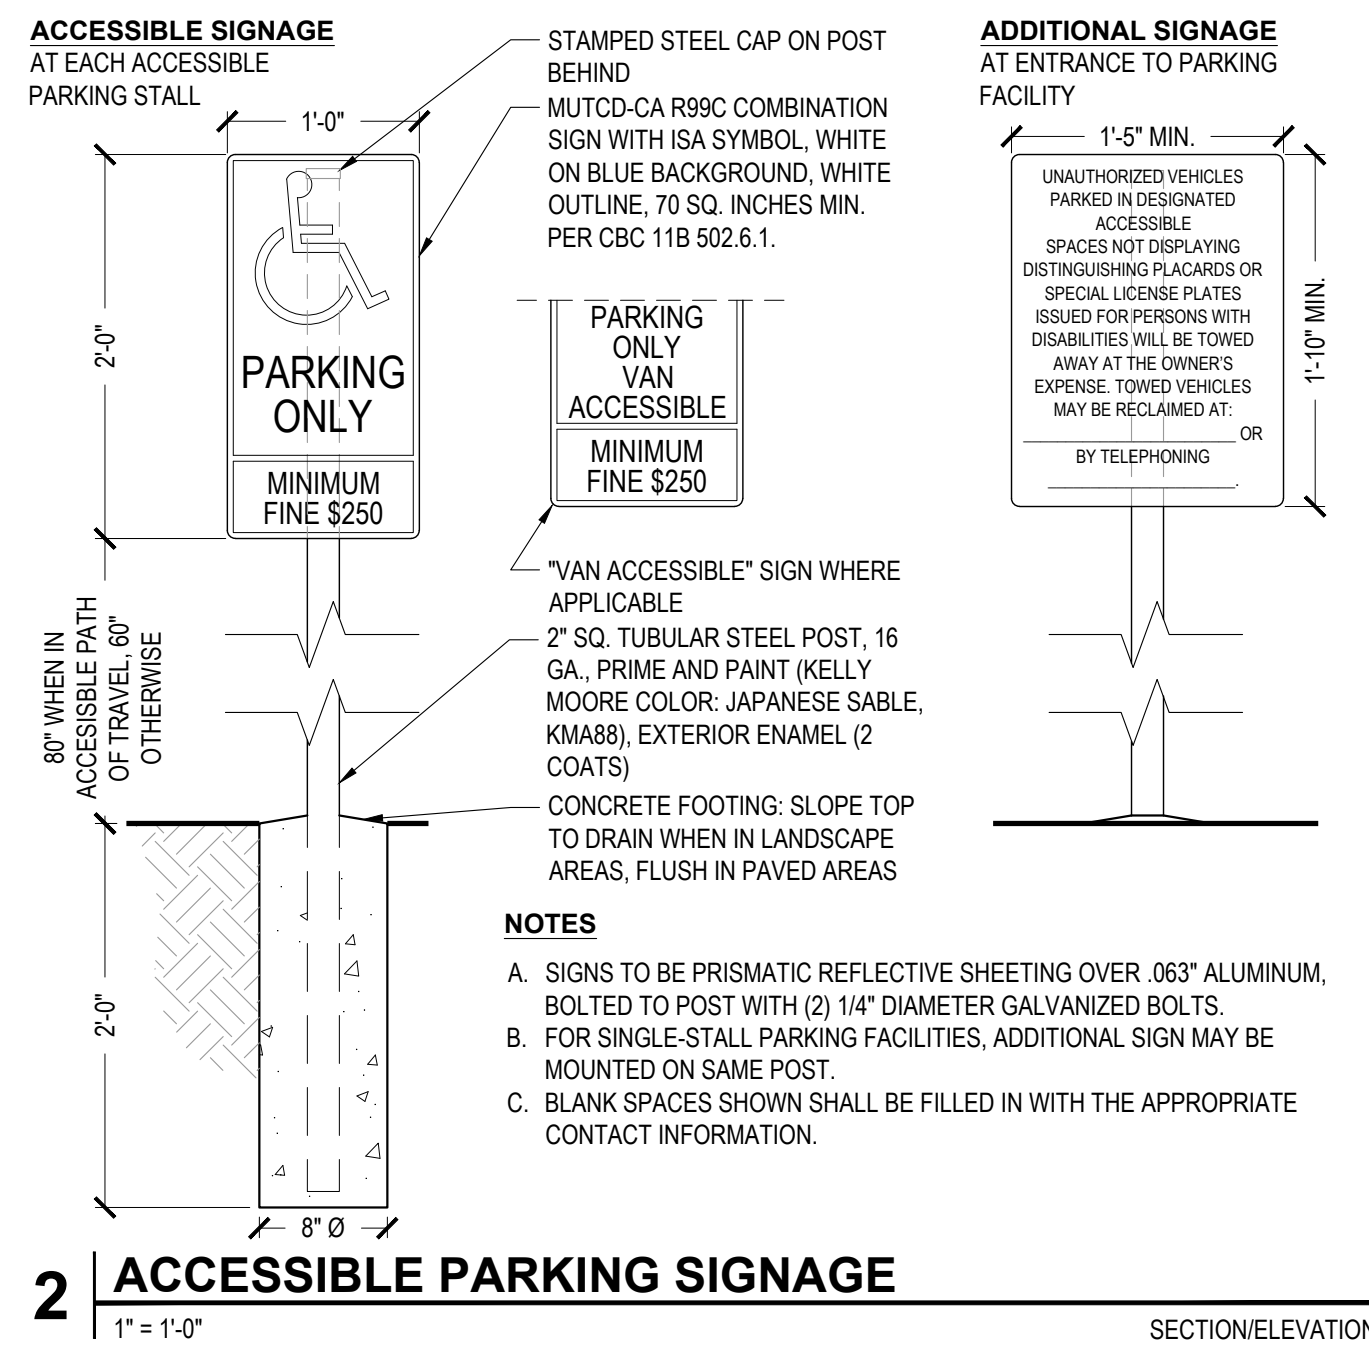 ACCESSIBLE SIGNAGE
AT EACH ACCESSIBLE
PARKING STALL
1'-0"
2'-0"
PARKING
ONLY
MINIMUM
FINE $250
80" WHEN IN
ACCESISBLE PATH
OF TRAVEL, 60"
OTHERWISE
2'-0"
8" Ø
STAMPED STEEL CAP ON POST
BEHIND
MUTCD-CA R99C COMBINATION
SIGN WITH ISA SYMBOL, WHITE
ON BLUE BACKGROUND, WHITE
OUTLINE, 70 SQ. INCHES MIN.
PER CBC 11B 502.6.1.
PARKING
ONLY
VAN
ACCESSIBLE
MINIMUM
FINE $250
"VAN ACCESSIBLE" SIGN WHERE
APPLICABLE
2" SQ. TUBULAR STEEL POST, 16
GA., PRIME AND PAINT (KELLY
MOORE COLOR: JAPANESE SABLE,
KMA88), EXTERIOR ENAMEL (2
COATS)
CONCRETE FOOTING: SLOPE TOP
TO DRAIN WHEN IN LANDSCAPE
AREAS, FLUSH IN PAVED AREAS
ADDITIONAL SIGNAGE
AT ENTRANCE TO PARKING
FACILITY
1'-5" MIN.
UNAUTHORIZED VEHICLES
PARKED IN DESIGNATED
ACCESSIBLE
SPACES NOT DISPLAYING
DISTINGUISHING PLACARDS OR
SPECIAL LICENSE PLATES
ISSUED FOR PERSONS WITH
DISABILITIES WILL BE TOWED
AWAY AT THE OWNER'S
EXPENSE. TOWED VEHICLES
MAY BE RECLAIMED AT:
______________________ OR
BY TELEPHONING
____________________.
1'-10" MIN.
NOTES
A. SIGNS TO BE PRISMATIC REFLECTIVE SHEETING OVER .063" ALUMINUM,
BOLTED TO POST WITH (2) 1/4" DIAMETER GALVANIZED BOLTS.
B. FOR SINGLE-STALL PARKING FACILITIES, ADDITIONAL SIGN MAY BE
MOUNTED ON SAME POST.
C. BLANK SPACES SHOWN SHALL BE FILLED IN WITH THE APPROPRIATE
CONTACT INFORMATION.
2 ACCESSIBLE PARKING SIGNAGE
1" = 1'-0"
SECTION/ELEVATION